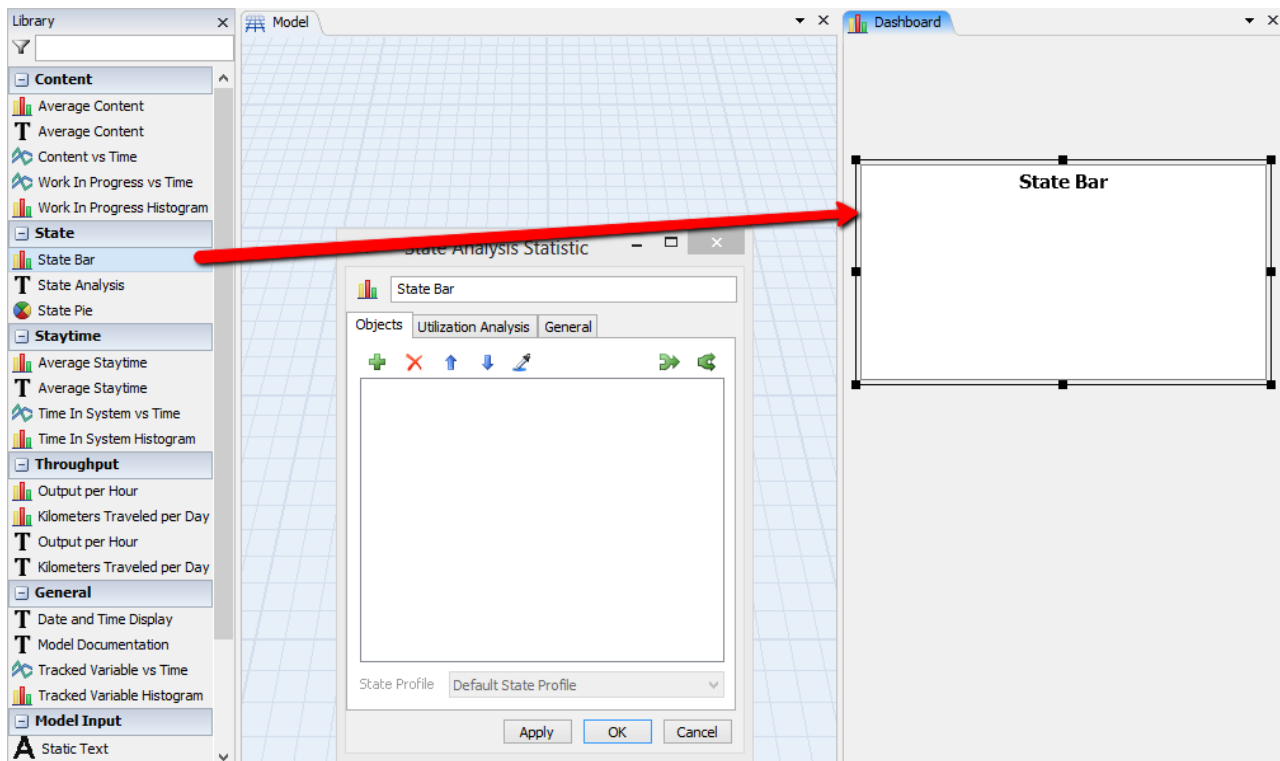 Library
Content
Average Content
Average Content
Content vs Time
Work In Progress vs Time
Work In Progress Histogram
State
State Bar
State Analysis
State Pie
Staytime
Average Staytime
Average Staytime
Time In System vs Time
Time In System Histogram
Throughput
Output per Hour
Kilometers Traveled per Day
Output per Hour
Kilometers Traveled per Day
General
Date and Time Display
Model Documentation
Tracked Variable vs Time
Tracked Variable Histogram
Model Input
Static Text
Model
State Analysis Statistic
State Bar
Objects Utilization Analysis General
State Profile Default State Profile
Apply OK Cancel
Dashboard
State Bar